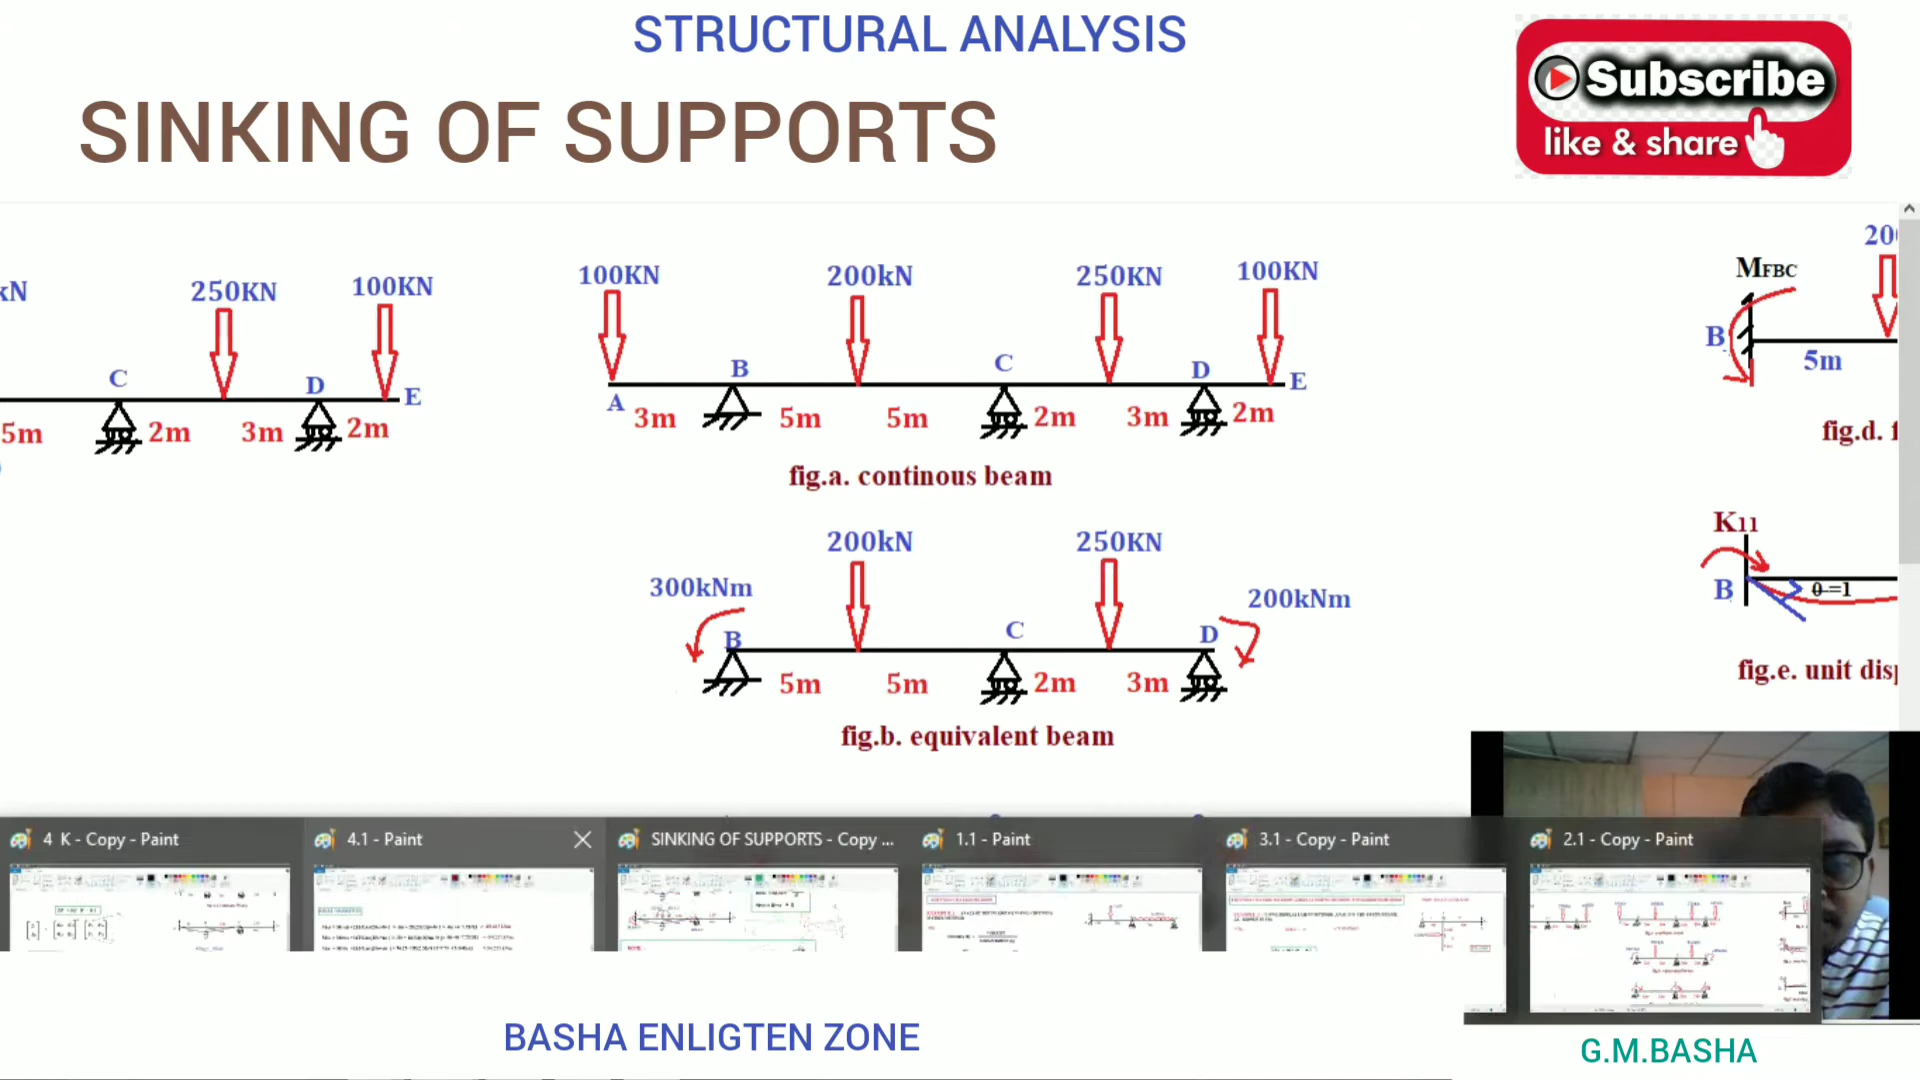 STRUCTURAL ANALYSIS
SINKING OF SUPPORTS
Subscribe
like & share
kN
250KN
100KN
C
D
E
5m
2m
3m
2m
100KN
200kN
250KN
100KN
A
B
C
D
E
3m
5m
5m
2m
3m
2m
fig.a. continous beam
200kN
250KN
300kNm
200kNm
B
C
D
5m
5m
2m
3m
fig.b. equivalent beam
MFBC
B
5m
fig.d.
K11
B
θ=1
fig.e. unit
4 K - Copy - Paint
4.1 - Paint
SINKING OF SUPPORTS - Copy ...
1.1 - Paint
3.1 - Copy - Paint
2.1 - Copy - Paint
BASHA ENLIGTEN ZONE
G.M.BASHA